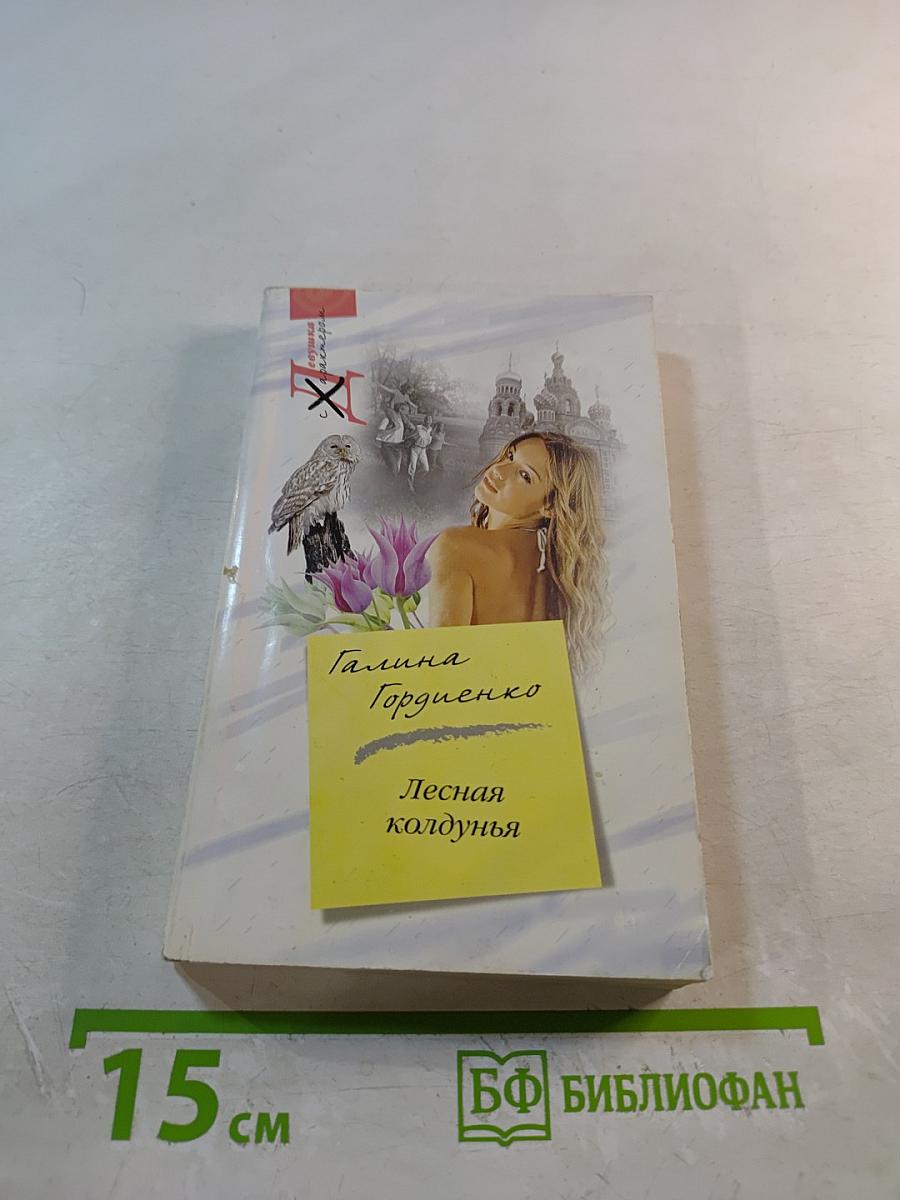 Девушка
с Характером
Галина
Гордиенко
Лесная
колдунья
15 см
БФ БИБЛИОФАН